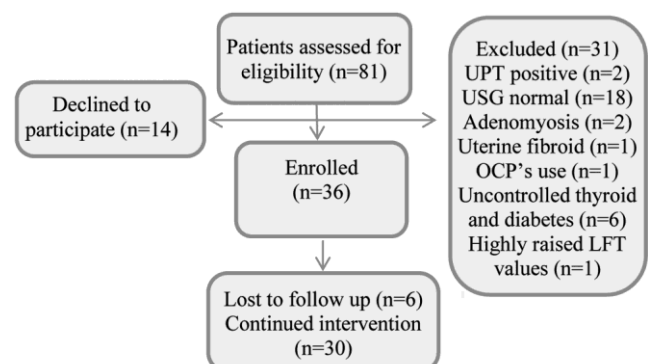 Patients assessed for
eligibility (n=81)
Declined to
participate (n=14)
Excluded (n=31)
UPT positive (n=2)
USG normal (n=18)
Adenomyosis (n=2)
Uterine fibroid (n=1)
OCP's use (n=1)
Uncontrolled thyroid
and diabetes (n=6)
Highly raised LFT
values (n=1)
Enrolled
(n=36)
Lost to follow up (n=6)
Continued intervention
(n=30)